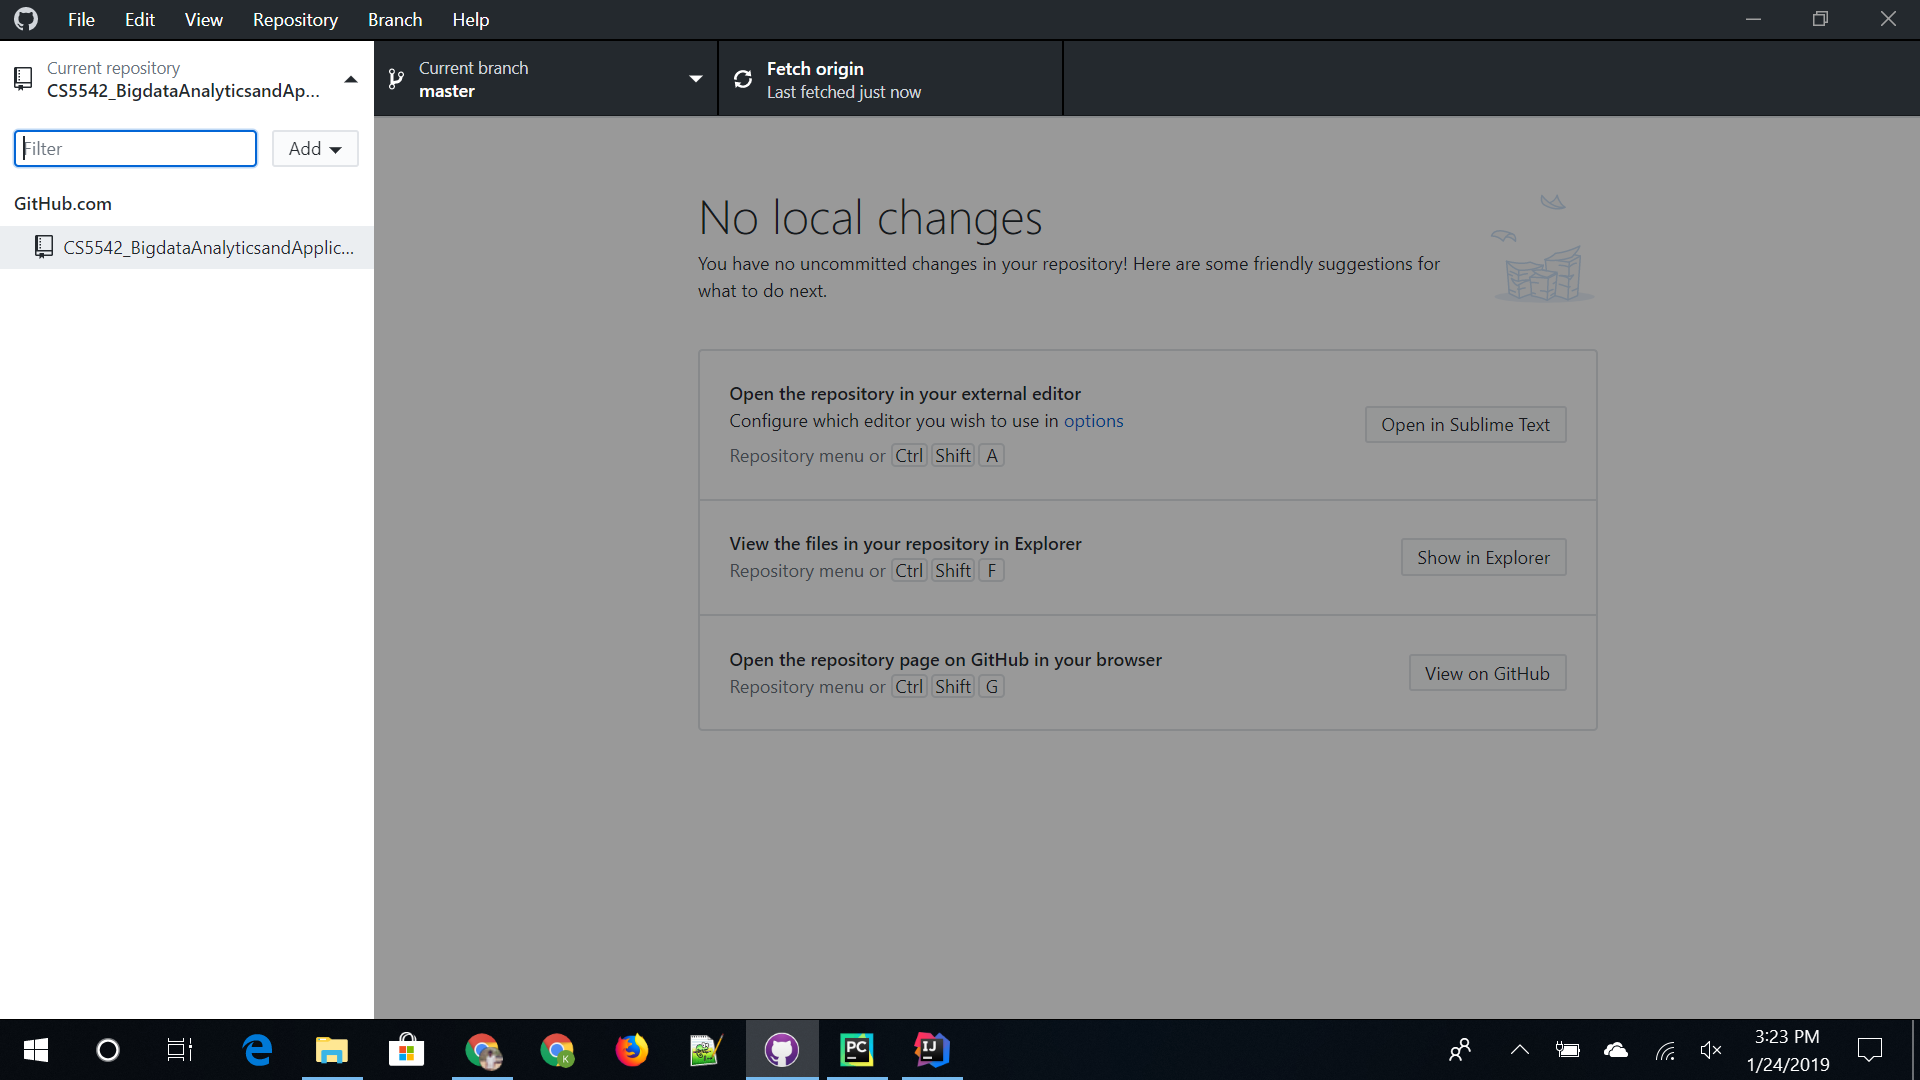 File Edit View Repository Branch Help
Current repository
CS5542_BigdataAnalyticsandAp...
Current branch
master
Fetch origin
Last fetched just now
Filter
Add
GitHub.com
CS5542_BigdataAnalyticsandApplic...
No local changes
You have no uncommitted changes in your repository! Here are some friendly suggestions for
what to do next.
Open the repository in your external editor
Configure which editor you wish to use in options
Repository menu or Ctrl Shift A
Open in Sublime Text
View the files in your repository in Explorer
Repository menu or Ctrl Shift F
Show in Explorer
Open the repository page on GitHub in your browser
Repository menu or Ctrl Shift G
View on GitHub
K
PC
IJ
3:23 PM
1/24/2019